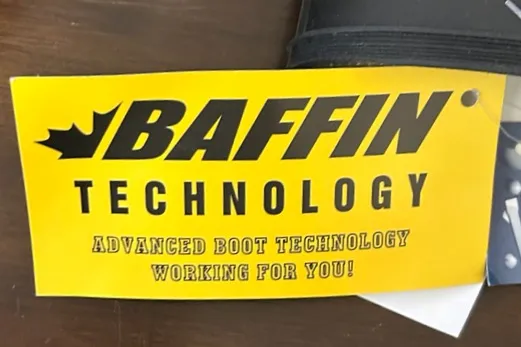 BAFFIN
TECHNOLOGY
ADVANCED BOOT TECHNOLOGY
WORKING FOR YOU!